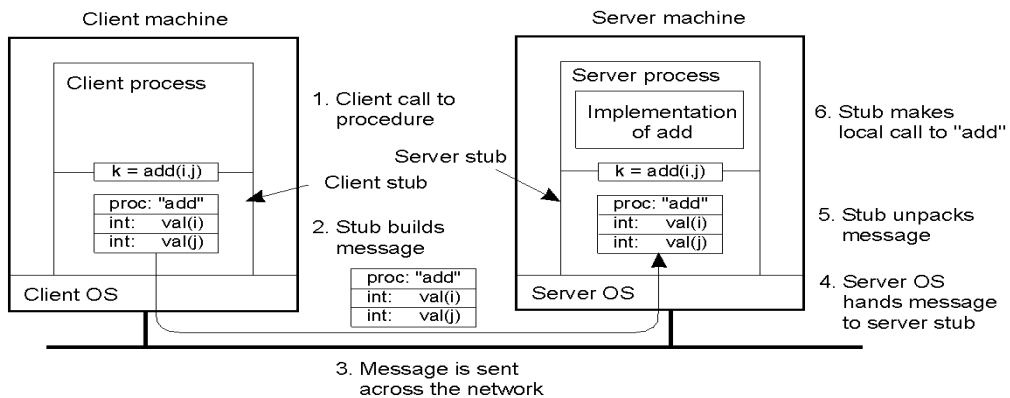 Client machine
Server machine
Client process
1. Client call to
procedure
k = add(i,j)
Client stub
proc: "add"
int: val(i)
int: val(j)
2. Stub builds
message
Client OS
proc: "add"
int: val(i)
int: val(j)
3. Message is sent
across the network
Server process
Implementation
of add
Server stub
k = add(i,j)
proc: "add"
int: val(i)
int: val(j)
Server OS
6. Stub makes
local call to "add"
5. Stub unpacks
message
4. Server OS
hands message
to server stub